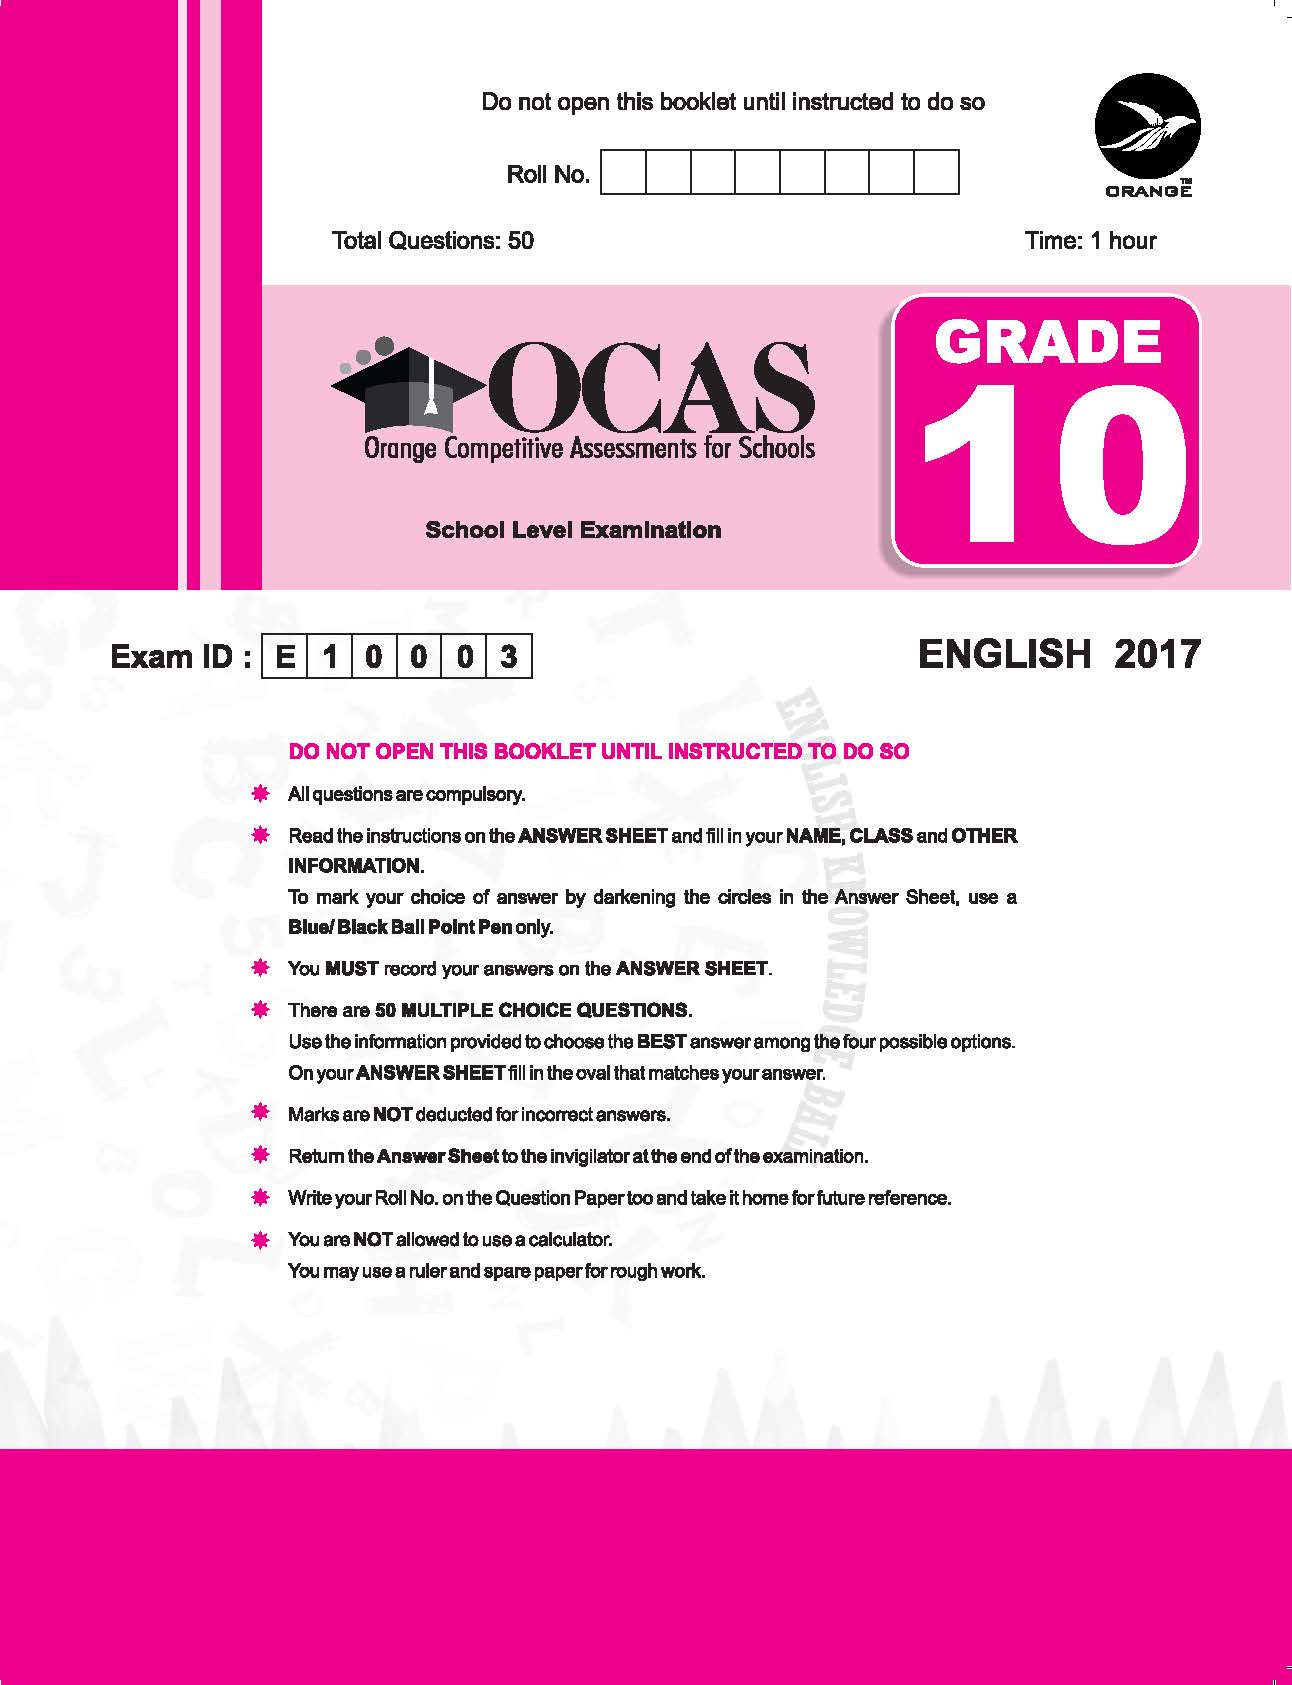 Do not open this booklet until instructed to do so
Roll No.
ORANGE™
Total Questions: 50
Time: 1 hour
OCAS
Orange Competitive Assessments for Schools
School Level Examination
GRADE
10
Exam ID : E 1 0 0 0 3
ENGLISH 2017
DO NOT OPEN THIS BOOKLET UNTIL INSTRUCTED TO DO SO
All questions are compulsory.
Read the instructions on the ANSWER SHEET and fill in your NAME, CLASS and OTHER
INFORMATION.
To mark your choice of answer by darkening the circles in the Answer Sheet, use a
Blue/ Black Ball Point Pen only.
You MUST record your answers on the ANSWER SHEET.
There are 50 MULTIPLE CHOICE QUESTIONS.
Use the information provided to choose the BEST answer among the four possible options.
On your ANSWER SHEET fill in the oval that matches your answer.
Marks are NOT deducted for incorrect answers.
Return the Answer Sheet to the invigilator at the end of the examination.
Write your Roll No. on the Question Paper too and take it home for future reference.
You are NOT allowed to use a calculator.
You may use a ruler and spare paper for rough work.
ENGLISH KNOWLEDGE BAL